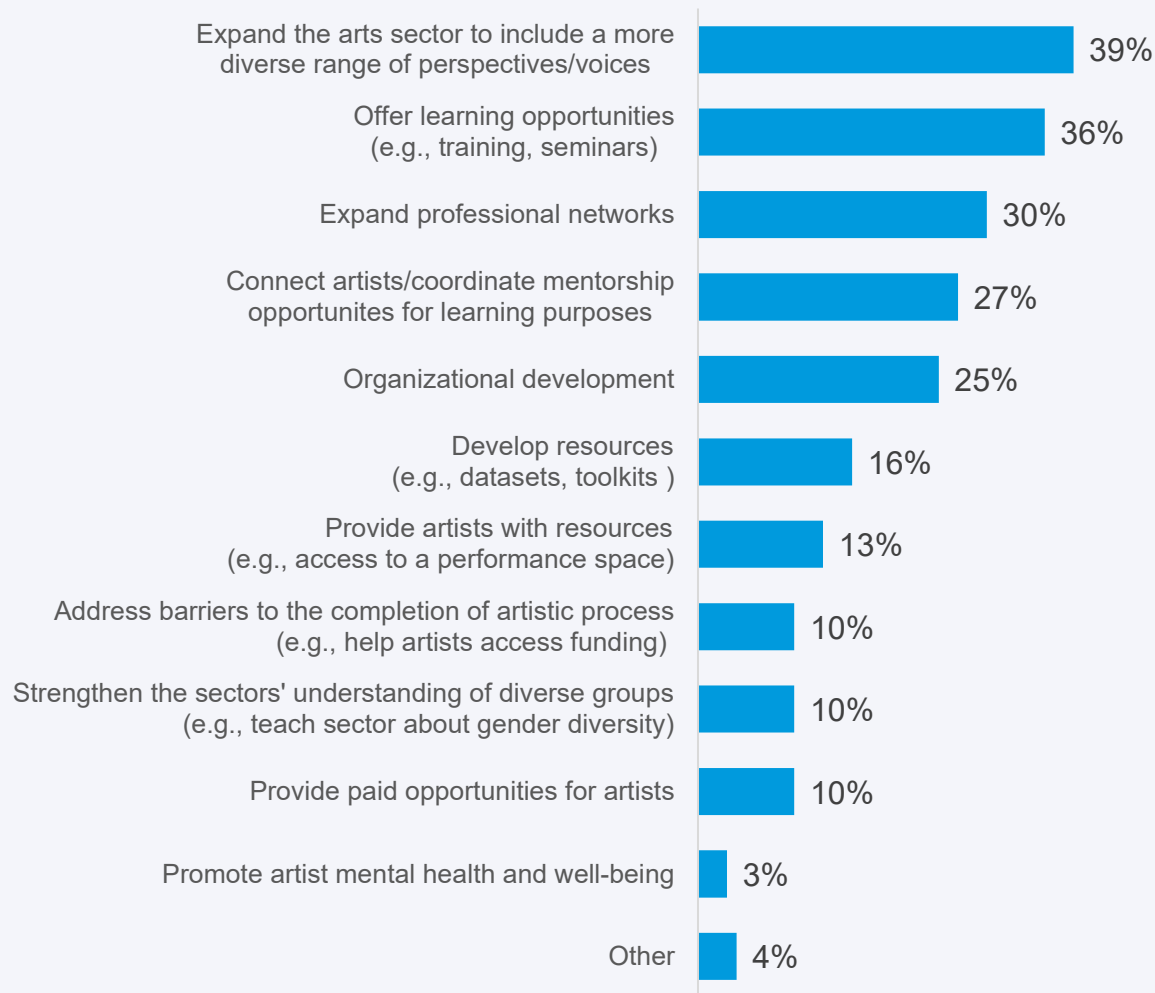 Expand the arts sector to include a more
diverse range of perspectives/voices
39%
Offer learning opportunities
(e.g., training, seminars)
36%
Expand professional networks
30%
Connect artists/coordinate mentorship
opportunites for learning purposes
27%
Organizational development
25%
Develop resources
(e.g., datasets, toolkits )
16%
Provide artists with resources
(e.g., access to a performance space)
13%
Address barriers to the completion of artistic process
(e.g., help artists access funding)
10%
Strengthen the sectors' understanding of diverse groups
(e.g., teach sector about gender diversity)
10%
Provide paid opportunities for artists
10%
Promote artist mental health and well-being
3%
Other
4%